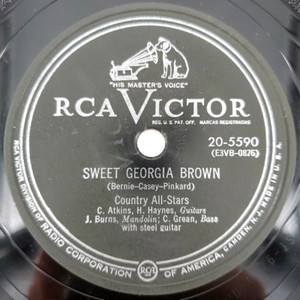 "HIS MASTER'S VOICE"
RCA VICTOR
REG. U.S. PAT. OFF. MARCAS REGISTRADAS
20-5590
(E3VB-0876)
SWEET GEORGIA BROWN
(Bernie-Casey-Pinkard)
Country All-Stars
C. Atkins, H. Haynes, Guitars
J. Burns, Mandolin; C. Grean, Bass
with steel guitar
RCA VICTOR DIVISION OF RADIO CORPORATION OF AMERICA, CAMDEN, N. J. MADE IN U.S.A.
RCA